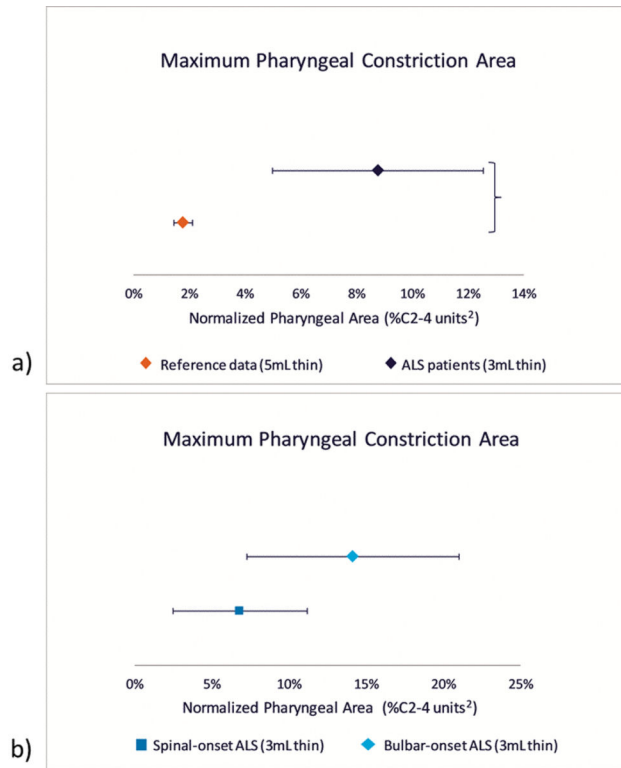 Maximum Pharyngeal Constriction Area
0% 2% 4% 6% 8% 10% 12% 14%
Normalized Pharyngeal Area (%C2-4 units²)
Reference data (5mL thin) ALS patients (3mL thin)
a)
Maximum Pharyngeal Constriction Area
0% 5% 10% 15% 20% 25%
Normalized Pharyngeal Area (%C2-4 units²)
Spinal-onset ALS (3mL thin) Bulbar-onset ALS (3mL thin)
b)